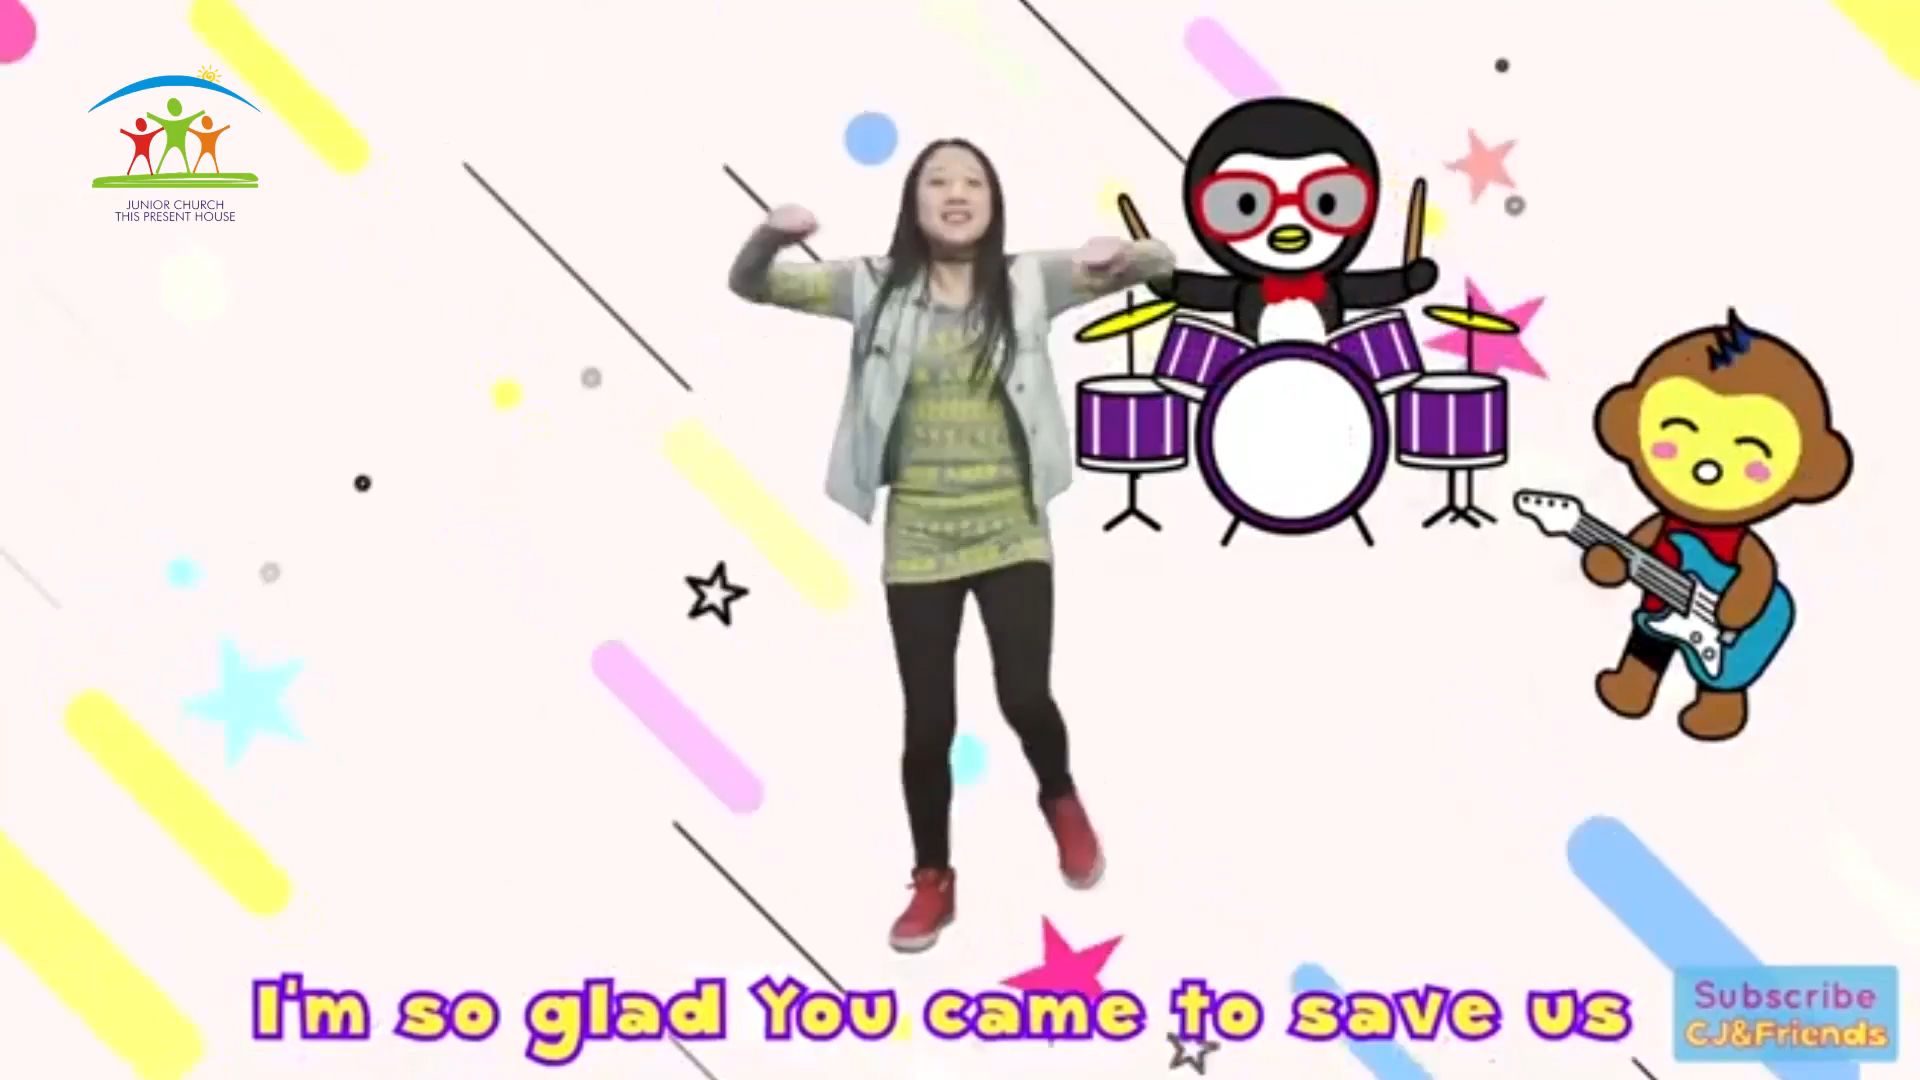 JUNIOR CHURCH
THIS PRESENT HOUSE
I'm so glad You came to save us
Subscribe
CJ&Friends